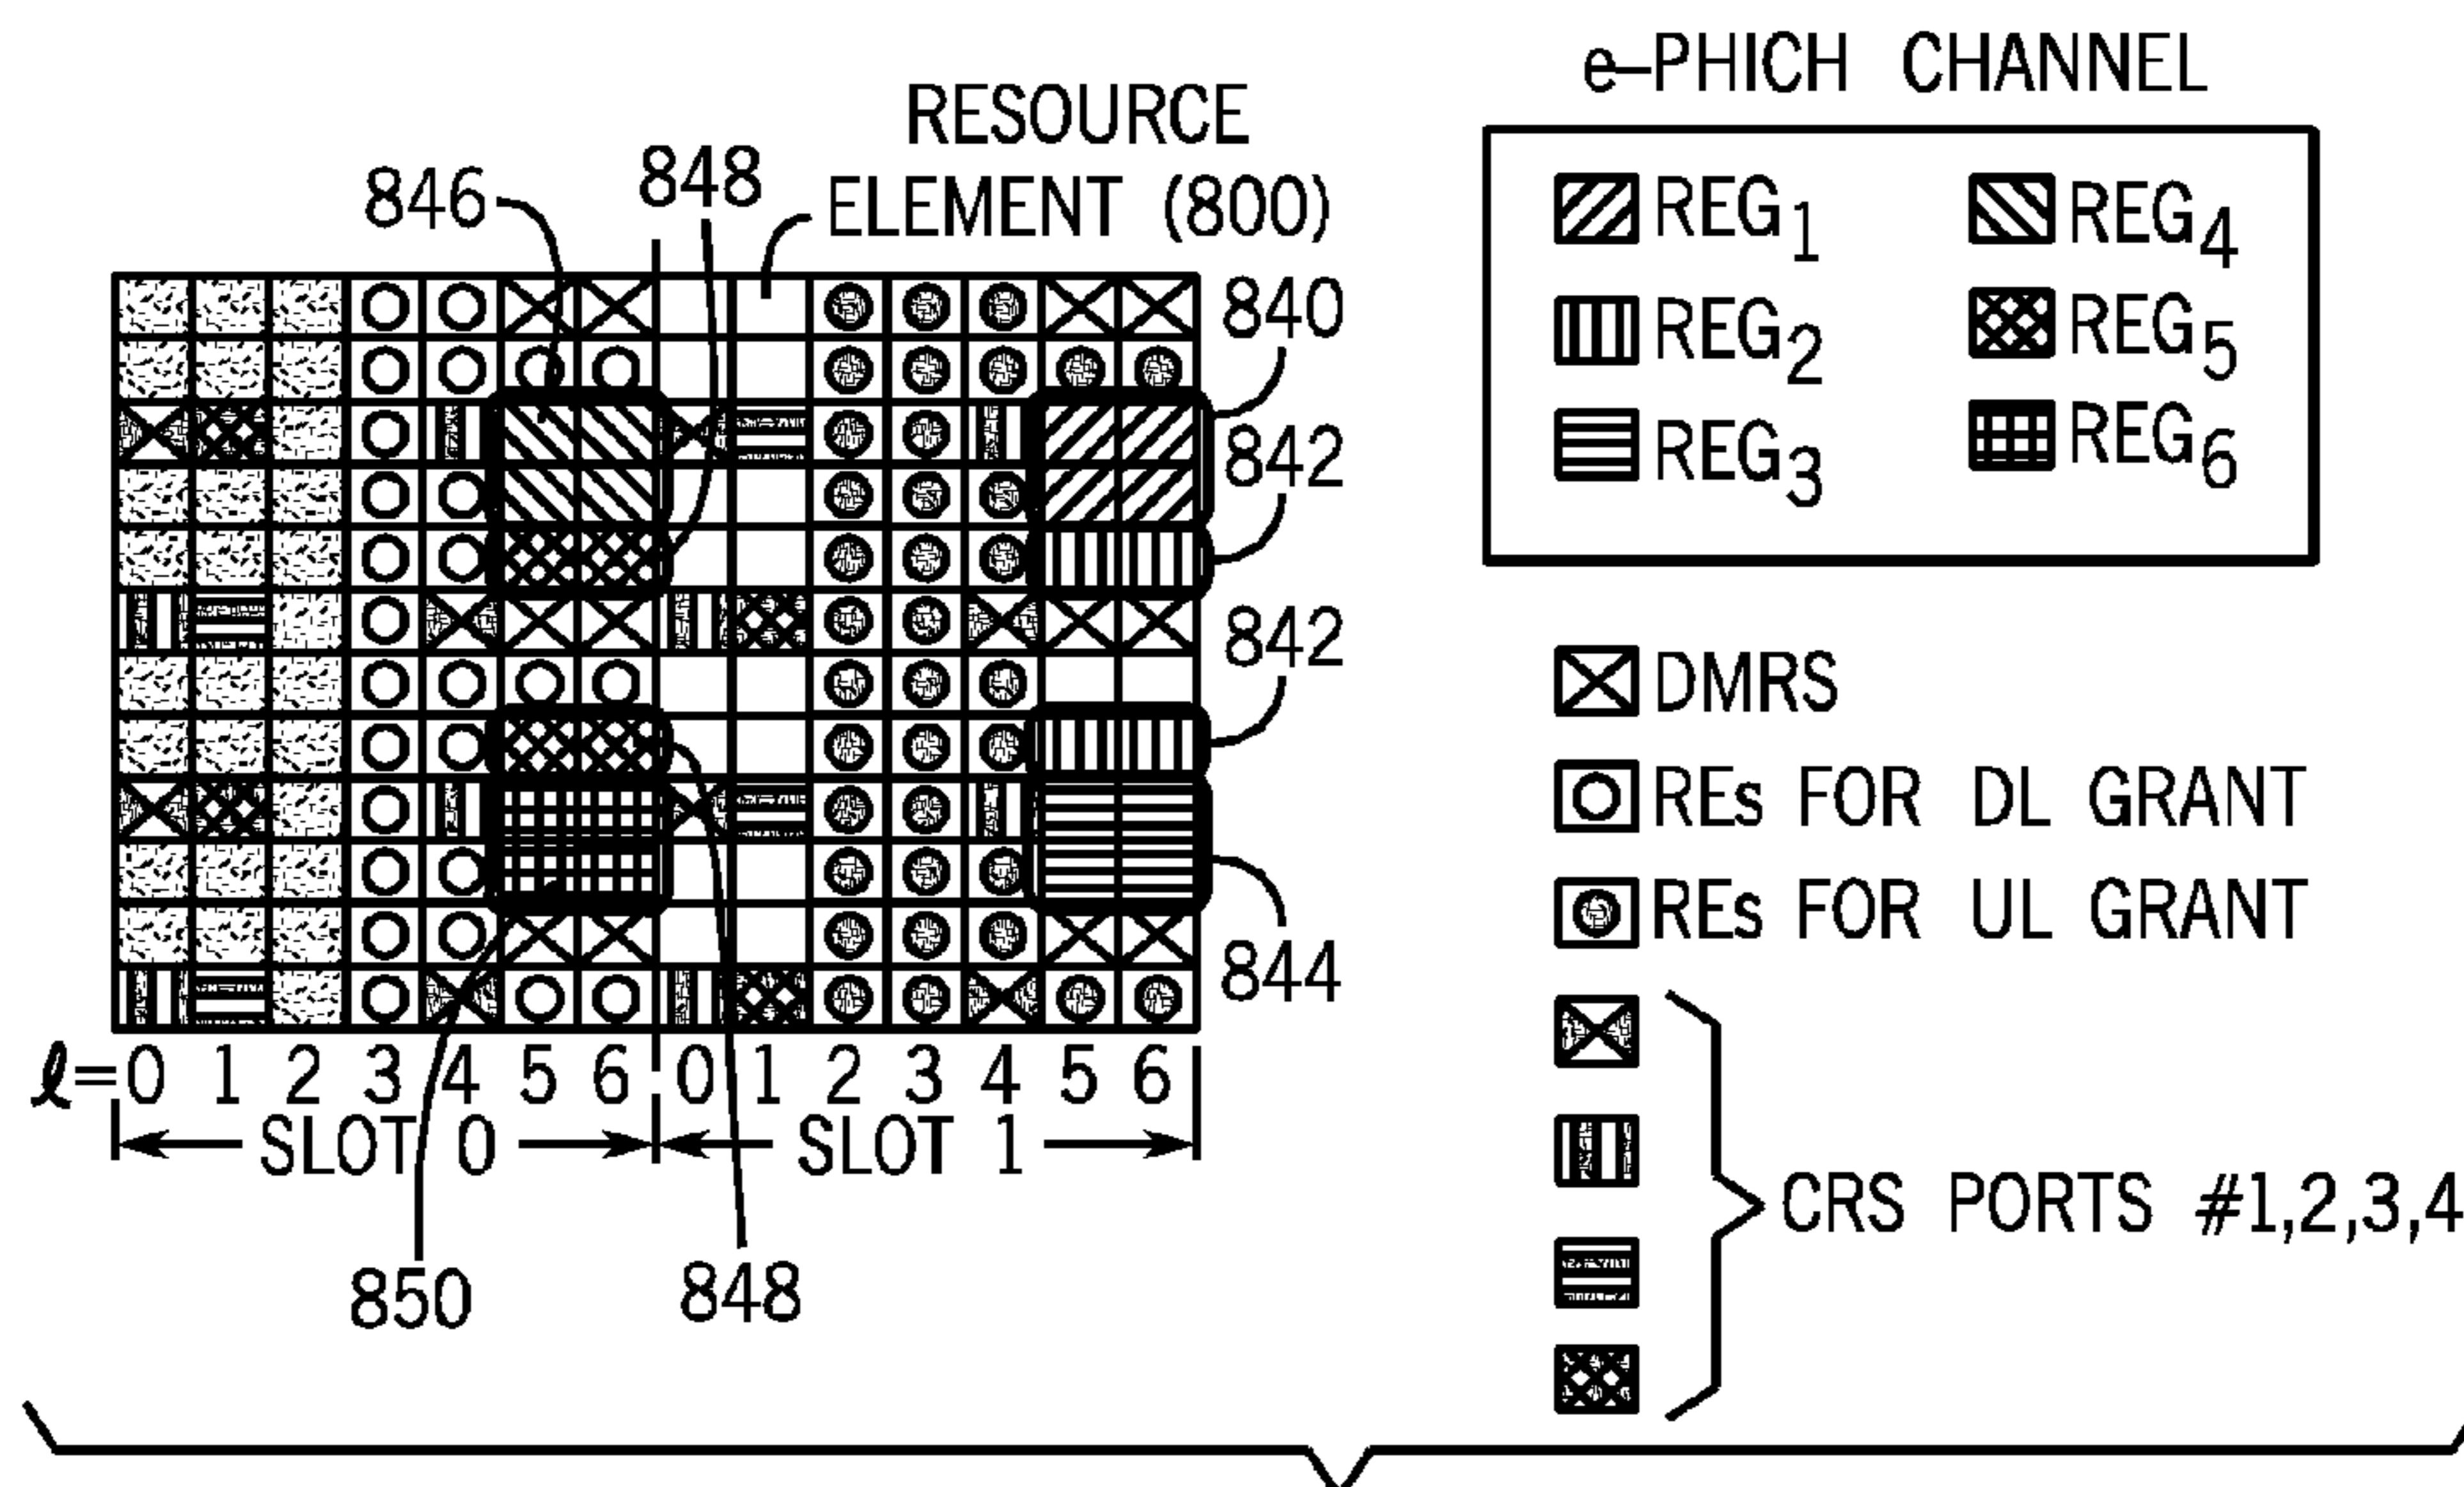 e-PHICH CHANNEL
REG1 REG4
REG2 REG5
REG3 REG6
RESOURCE
ELEMENT (800)
846
848
840
842
842
844
DMRS
REs FOR DL GRANT
REs FOR UL GRANT
CRS PORTS #1,2,3,4
ℓ=0 1 2 3 4 5 6 0 1 2 3 4 5 6
SLOT 0 SLOT 1
850
848